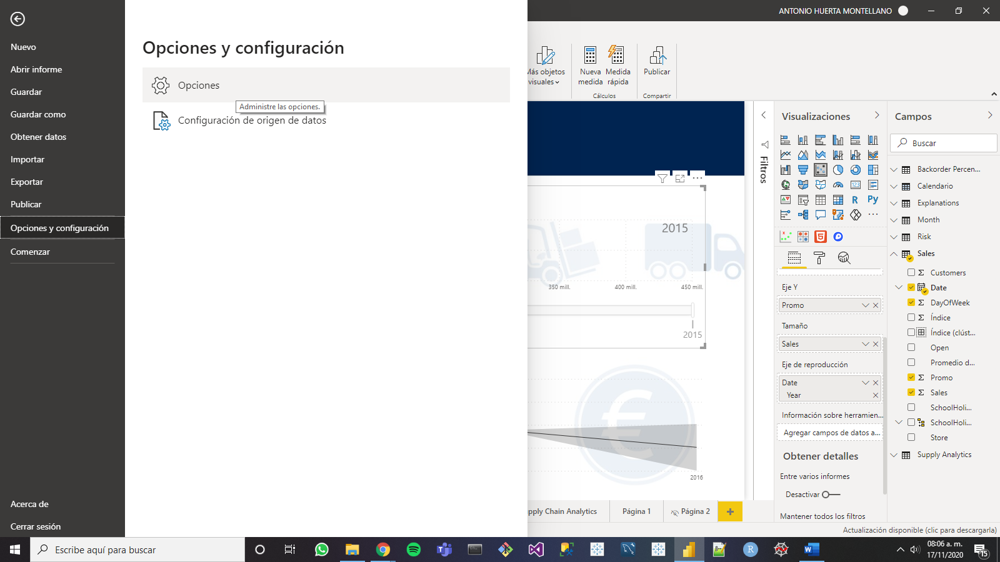 ANTONIO HUERTA MONTELLANO
Nuevo
Abrir informe
Guardar
Guardar como
Obtener datos
Importar
Exportar
Publicar
Opciones y configuración
Comenzar
Acerca de
Cerrar sesión
Opciones y configuración
Opciones
Administre las opciones.
Configuración de origen de datos
Más objetos
visuales
Nueva
medida
Medida
rápida
Publicar
Cálculos
Compartir
2015
350 mill.
400 mill.
450 mill.
2015
€
2016
pply Chain Analytics
Página 1
Página 2
+
Filtros
Visualizaciones
R
Py
Eje Y
Promo
Tamaño
Sales
Eje de reproducción
Date
Year
Información sobre herramien...
Agregar campos de datos a...
Obtener detalles
Entre varios informes
Desactivar
Mantener todos los filtros
Campos
Buscar
Backorder Percen...
Calendario
Explanations
Month
Risk
Sales
Customers
Date
DayOfWeek
Índice
Índice (clúst...
Open
Promedio d...
Promo
Sales
SchoolHoli...
SchoolHoli...
Store
Supply Analytics
Actualización disponible (clic para descargarla)
Escribe aquí para buscar
08:06 a. m.
17/11/2020
15